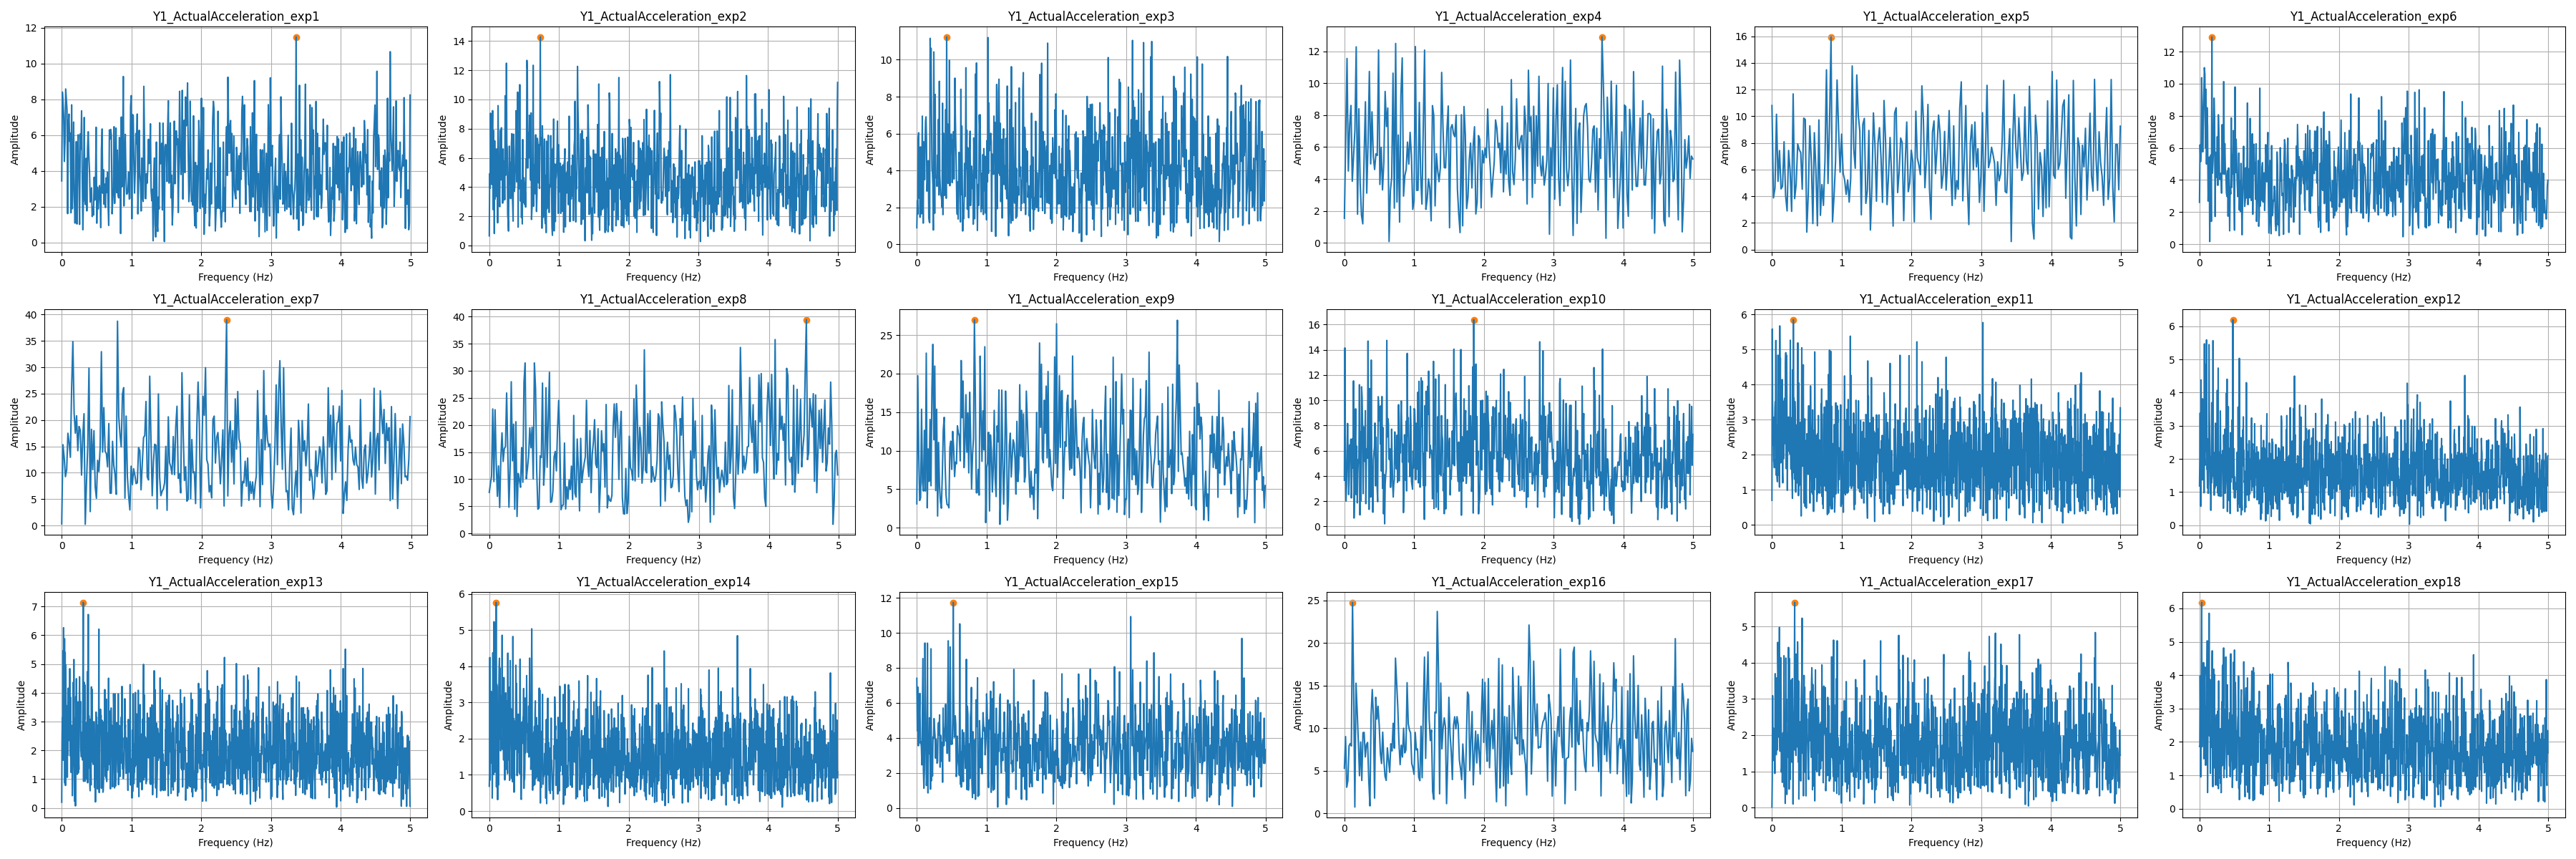 Y1_ActualAcceleration_exp1
Amplitude
12
10
8
6
4
2
0
0 1 2 3 4 5
Frequency (Hz)
Y1_ActualAcceleration_exp2
Amplitude
14
12
10
8
6
4
2
0
0 1 2 3 4 5
Frequency (Hz)
Y1_ActualAcceleration_exp3
Amplitude
10
8
6
4
2
0
0 1 2 3 4 5
Frequency (Hz)
Y1_ActualAcceleration_exp4
Amplitude
12
10
8
6
4
2
0
0 1 2 3 4 5
Frequency (Hz)
Y1_ActualAcceleration_exp5
Amplitude
16
14
12
10
8
6
4
2
0
0 1 2 3 4 5
Frequency (Hz)
Y1_ActualAcceleration_exp6
Amplitude
12
10
8
6
4
2
0
0 1 2 3 4 5
Frequency (Hz)
Y1_ActualAcceleration_exp7
Amplitude
40
35
30
25
20
15
10
5
0
0 1 2 3 4 5
Frequency (Hz)
Y1_ActualAcceleration_exp8
Amplitude
40
35
30
25
20
15
10
5
0
0 1 2 3 4 5
Frequency (Hz)
Y1_ActualAcceleration_exp9
Amplitude
25
20
15
10
5
0
0 1 2 3 4 5
Frequency (Hz)
Y1_ActualAcceleration_exp10
Amplitude
16
14
12
10
8
6
4
2
0
0 1 2 3 4 5
Frequency (Hz)
Y1_ActualAcceleration_exp11
Amplitude
6
5
4
3
2
1
0
0 1 2 3 4 5
Frequency (Hz)
Y1_ActualAcceleration_exp12
Amplitude
6
5
4
3
2
1
0
0 1 2 3 4 5
Frequency (Hz)
Y1_ActualAcceleration_exp13
Amplitude
7
6
5
4
3
2
1
0
0 1 2 3 4 5
Frequency (Hz)
Y1_ActualAcceleration_exp14
Amplitude
6
5
4
3
2
1
0
0 1 2 3 4 5
Frequency (Hz)
Y1_ActualAcceleration_exp15
Amplitude
12
10
8
6
4
2
0
0 1 2 3 4 5
Frequency (Hz)
Y1_ActualAcceleration_exp16
Amplitude
25
20
15
10
5
0
0 1 2 3 4 5
Frequency (Hz)
Y1_ActualAcceleration_exp17
Amplitude
5
4
3
2
1
0
0 1 2 3 4 5
Frequency (Hz)
Y1_ActualAcceleration_exp18
Amplitude
6
5
4
3
2
1
0
0 1 2 3 4 5
Frequency (Hz)